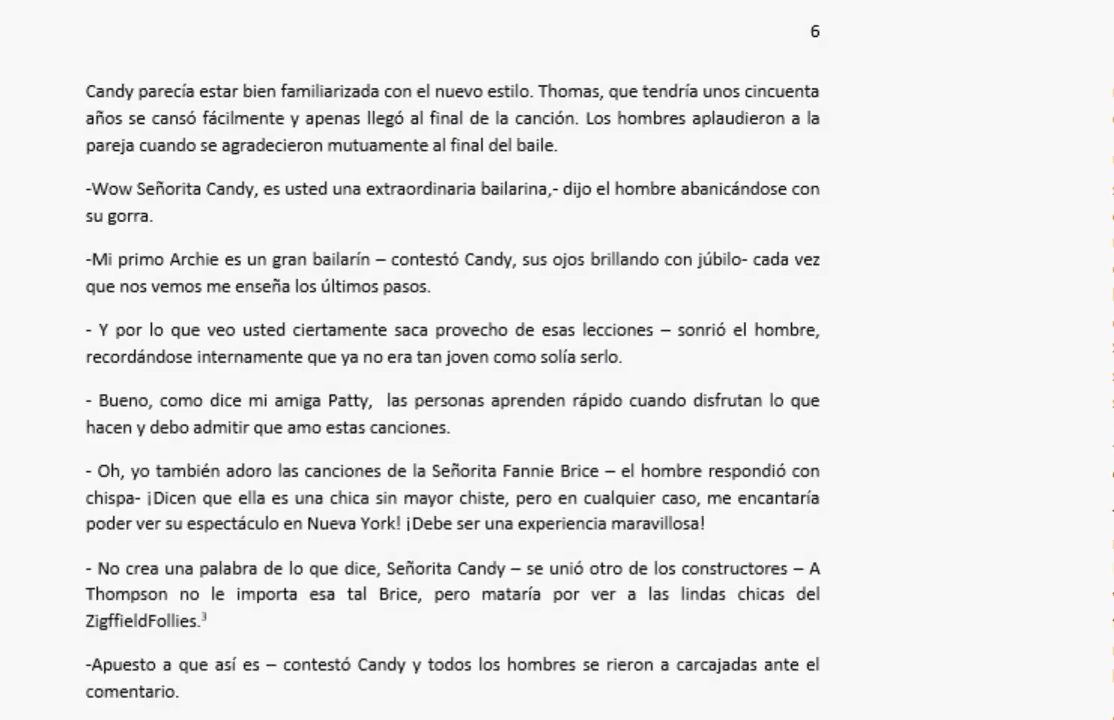 6
Candy parecía estar bien familiarizada con el nuevo estilo. Thomas, que tendría unos cincuenta
años se cansó fácilmente y apenas llegó al final de la canción. Los hombres aplaudieron a la
pareja cuando se agradecieron mutuamente al final del baile.
-Wow Señorita Candy, es usted una extraordinaria bailarina,- dijo el hombre abanicándose con
su gorra.
-Mi primo Archie es un gran bailarín – contestó Candy, sus ojos brillando con júbilo- cada vez
que nos vemos me enseña los últimos pasos.
- Y por lo que veo usted ciertamente saca provecho de esas lecciones – sonrió el hombre,
recordándose internamente que ya no era tan joven como solía serlo.
- Bueno, como dice mi amiga Patty,  las personas aprenden rápido cuando disfrutan lo que
hacen y debo admitir que amo estas canciones.
- Oh, yo también adoro las canciones de la Señorita Fannie Brice – el hombre respondió con
chispa- ¡Dicen que ella es una chica sin mayor chiste, pero en cualquier caso, me encantaría
poder ver su espectáculo en Nueva York! ¡Debe ser una experiencia maravillosa!
- No crea una palabra de lo que dice, Señorita Candy – se unió otro de los constructores – A
Thompson no le importa esa tal Brice, pero mataría por ver a las lindas chicas del
ZigffieldFollies.³
-Apuesto a que así es – contestó Candy y todos los hombres se rieron a carcajadas ante el
comentario.